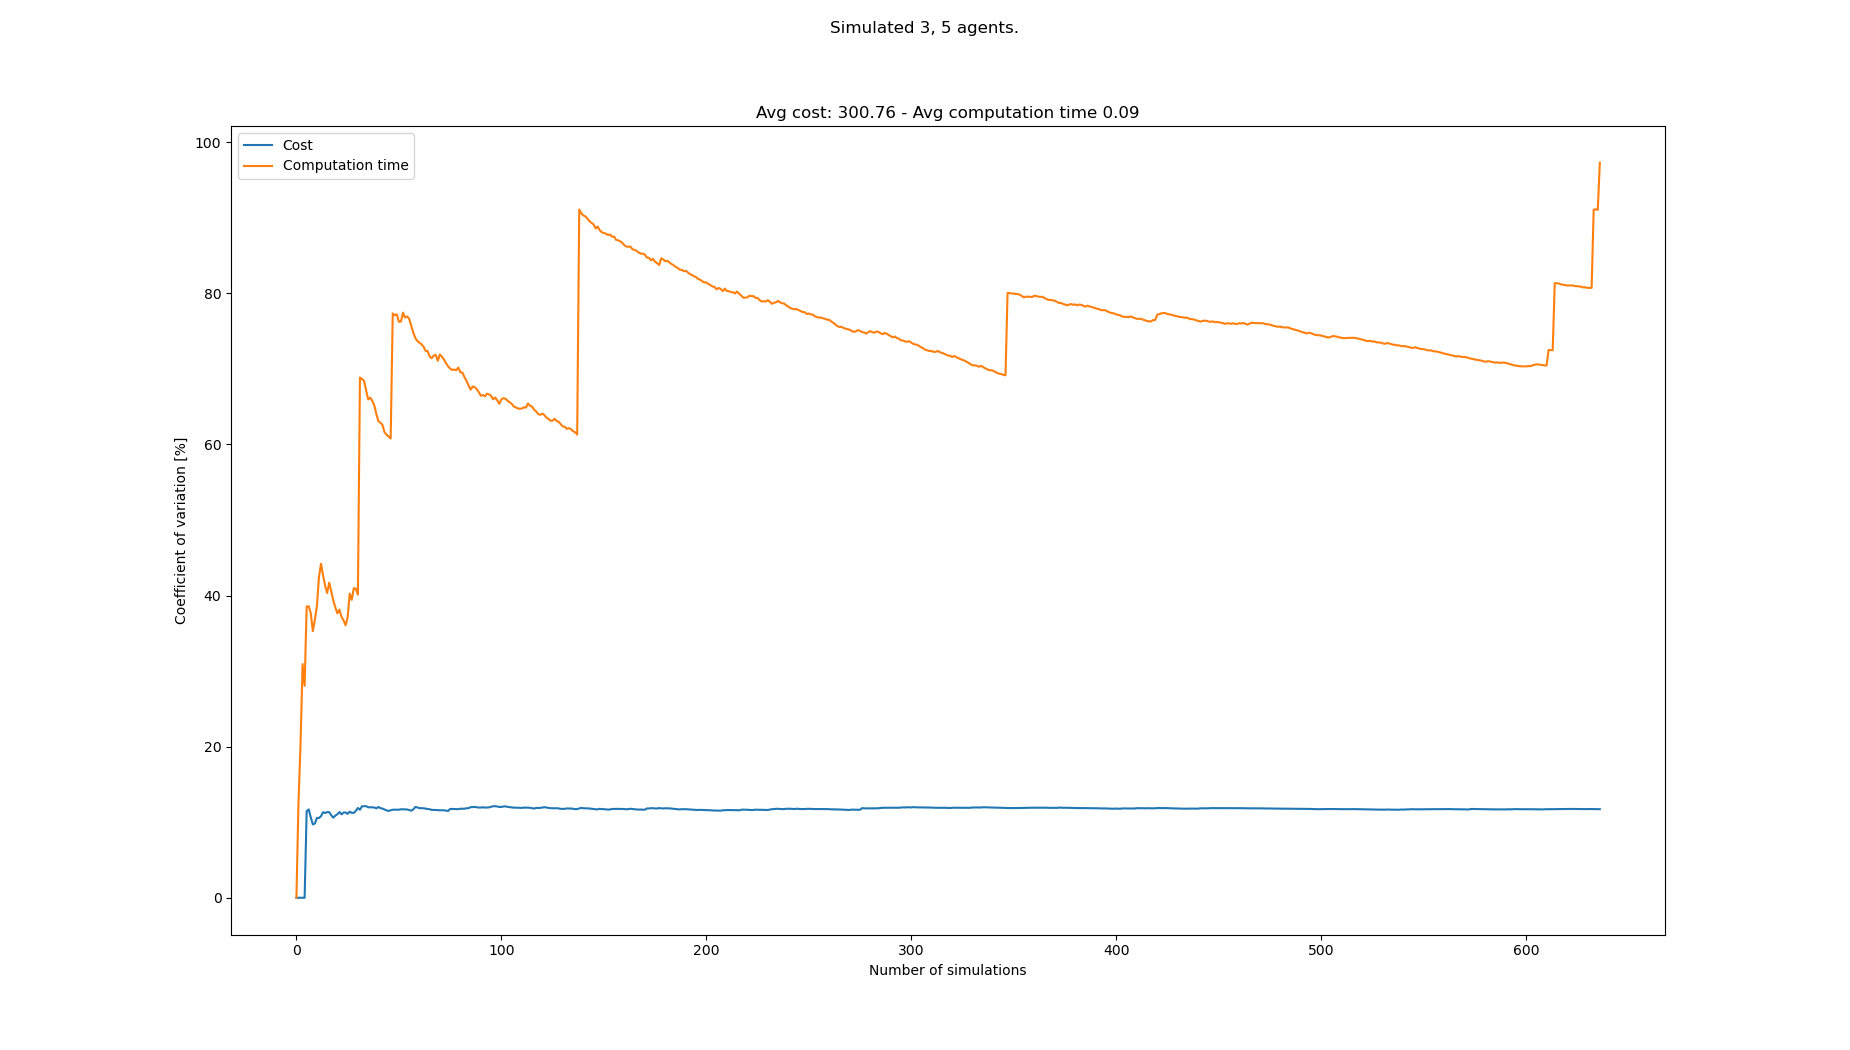 Simulated 3, 5 agents.
Avg cost: 300.76 - Avg computation time 0.09
Cost
Computation time
100
80
60
40
20
0
Coefficient of variation [%]
0 100 200 300 400 500 600
Number of simulations